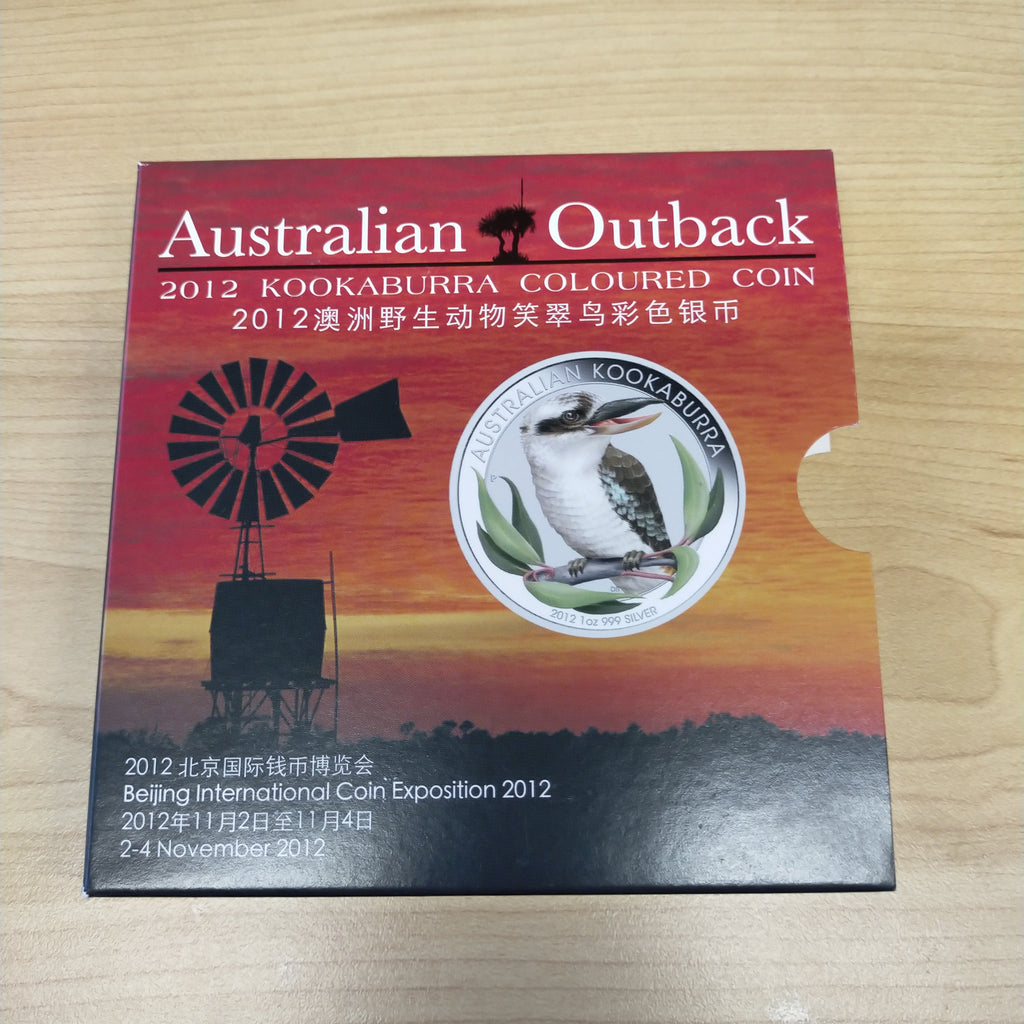 Australian Outback
2012 KOOKABURRA COLOURED COIN
2012澳洲野生动物笑翠鸟彩色银币
AUSTRALIAN KOOKABURRA
P
2012 1oz 999 SILVER
2012 北京国际钱币博览会
Beijing International Coin Exposition 2012
2012年11月2日至11月4日
2-4 November 2012